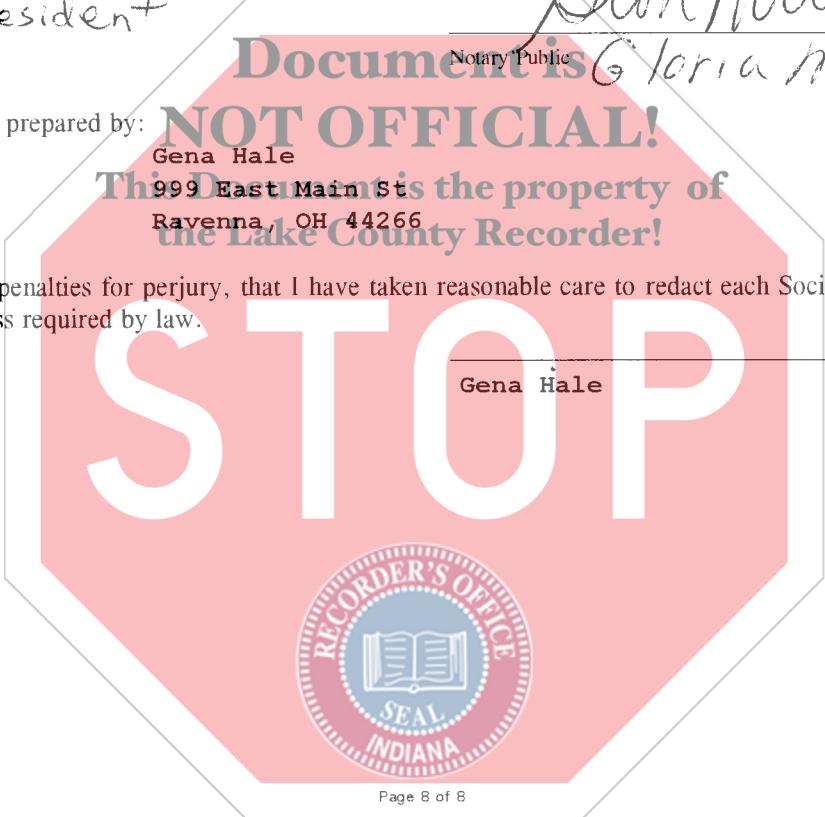 esident
Notary Public
Gloria
Document is
NOT OFFICIAL!
This Document is the property of
the Lake County Recorder!
prepared by:
Gena Hale
999 East Main St
Ravenna, OH 44266
penalties for perjury, that I have taken reasonable care to redact each Soci
s required by law.
Gena Hale
STOP
RECORDER'S OFFICE
SEAL
INDIANA
Page 8 of 8